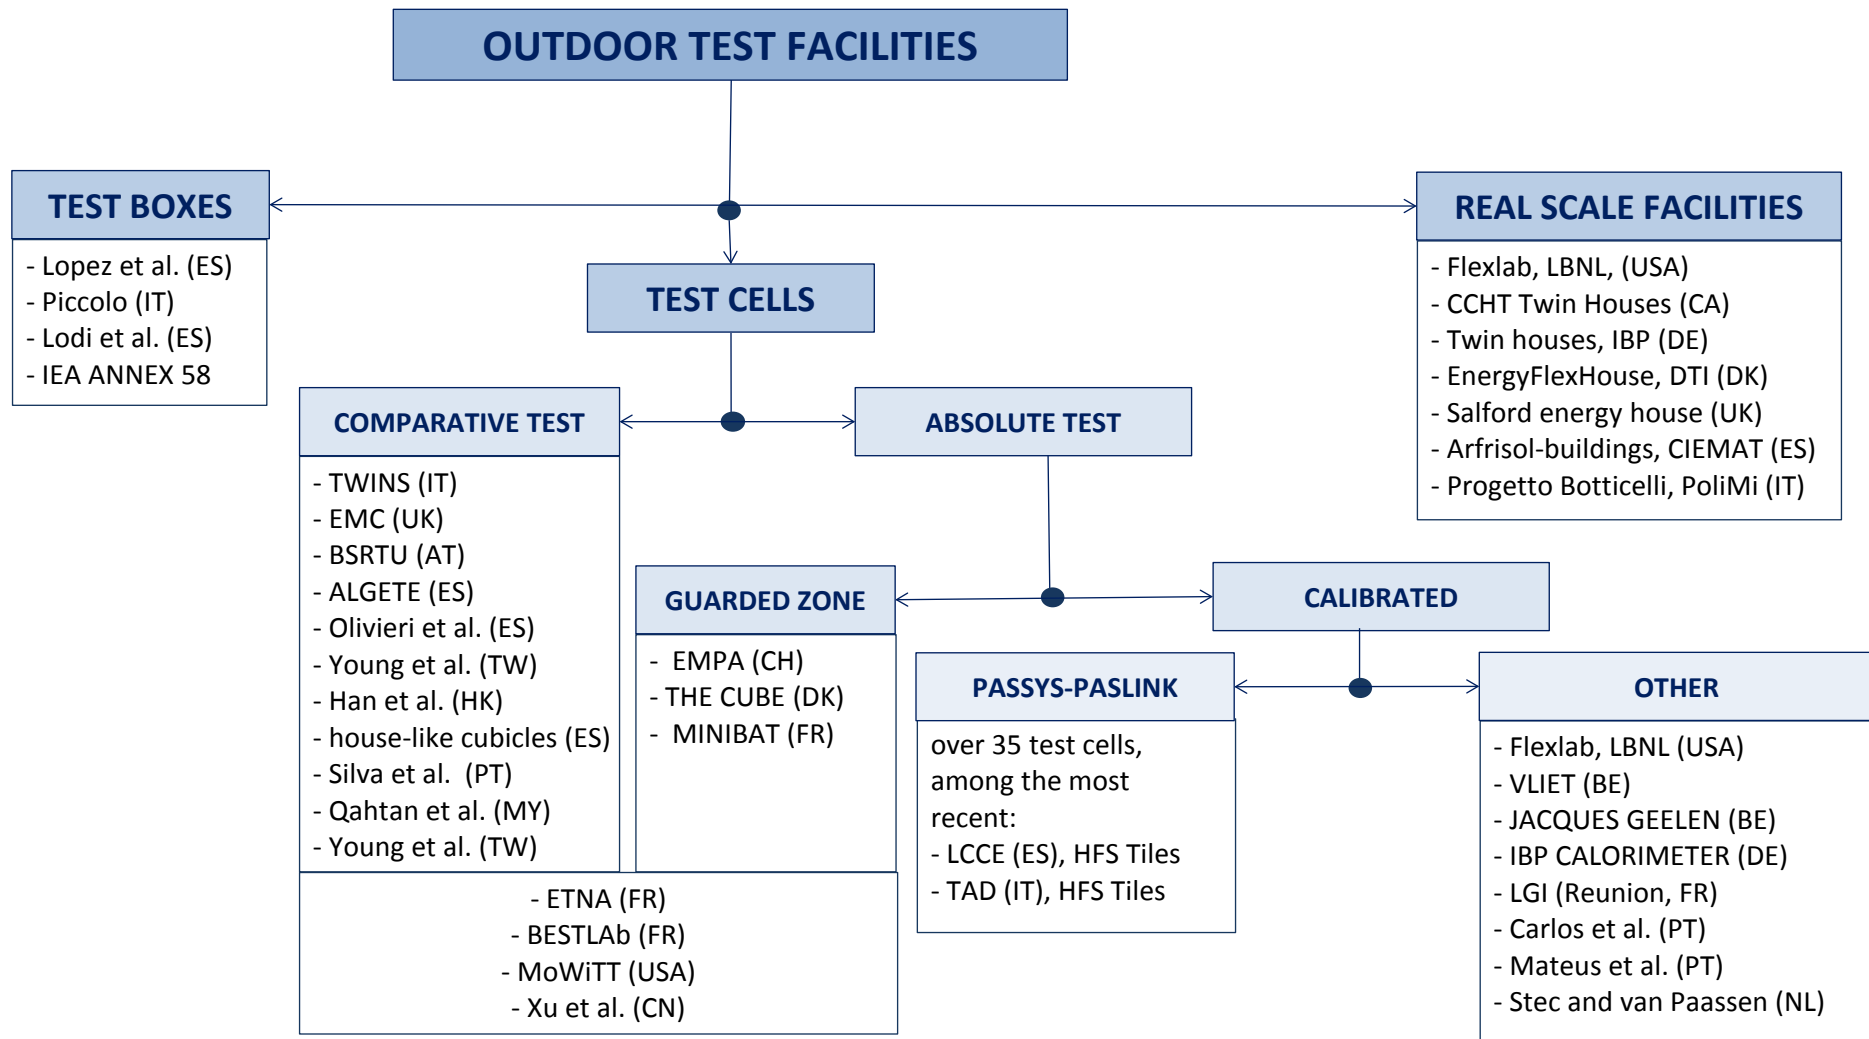 OUTDOOR TEST FACILITIES
TEST BOXES
- Lopez et al. (ES)
- Piccolo (IT)
- Lodi et al. (ES)
- IEA ANNEX 58
TEST CELLS
REAL SCALE FACILITIES
- Flexlab, LBNL, (USA)
- CCHT Twin Houses (CA)
- Twin houses, IBP (DE)
- EnergyFlexHouse, DTI (DK)
- Salford energy house (UK)
- Arfrisol-buildings, CIEMAT (ES)
- Progetto Botticelli, PoliMi (IT)
COMPARATIVE TEST
- TWINS (IT)
- EMC (UK)
- BSRTU (AT)
- ALGETE (ES)
- Olivieri et al. (ES)
- Young et al. (TW)
- Han et al. (HK)
- house-like cubicles (ES)
- Silva et al. (PT)
- Qahtan et al. (MY)
- Young et al. (TW)
ABSOLUTE TEST
GUARDED ZONE
- EMPA (CH)
- THE CUBE (DK)
- MINIBAT (FR)
- ETNA (FR)
- BESTLAb (FR)
- MoWiTT (USA)
- Xu et al. (CN)
CALIBRATED
PASSYS-PASLINK
over 35 test cells,
among the most
recent:
- LCCE (ES), HFS Tiles
- TAD (IT), HFS Tiles
OTHER
- Flexlab, LBNL (USA)
- VLIET (BE)
- JACQUES GEELEN (BE)
- IBP CALORIMETER (DE)
- LGI (Reunion, FR)
- Carlos et al. (PT)
- Mateus et al. (PT)
- Stec and van Paassen (NL)